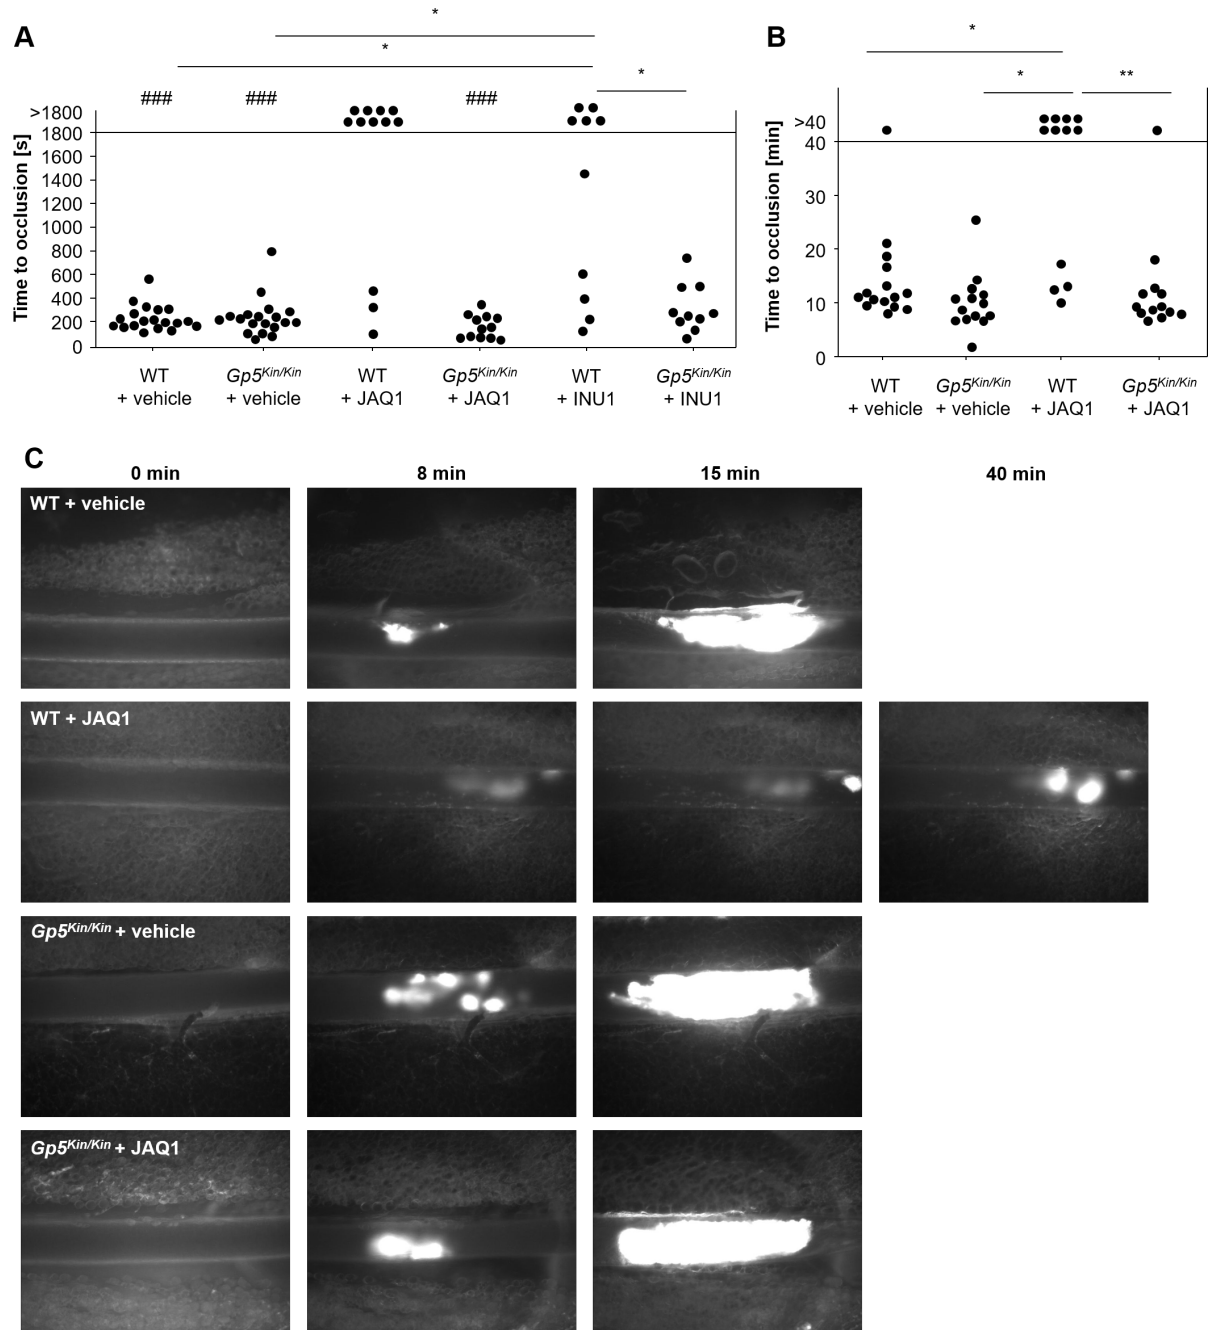 A
B
*
*
*
*
*
**
###
###
###
Time to occlusion [s]
>1800
1800
1600
1400
1200
1000
800
600
400
200
0
WT
+ vehicle
Gp5Kin/Kin
+ vehicle
WT
+ JAQ1
Gp5Kin/Kin
+ JAQ1
WT
+ INU1
Gp5Kin/Kin
+ INU1
Time to occlusion [min]
>40
40
30
20
10
0
WT
+ vehicle
Gp5Kin/Kin
+ vehicle
WT
+ JAQ1
Gp5Kin/Kin
+ JAQ1
C
0 min
8 min
15 min
40 min
WT + vehicle
WT + JAQ1
Gp5Kin/Kin + vehicle
Gp5Kin/Kin + JAQ1